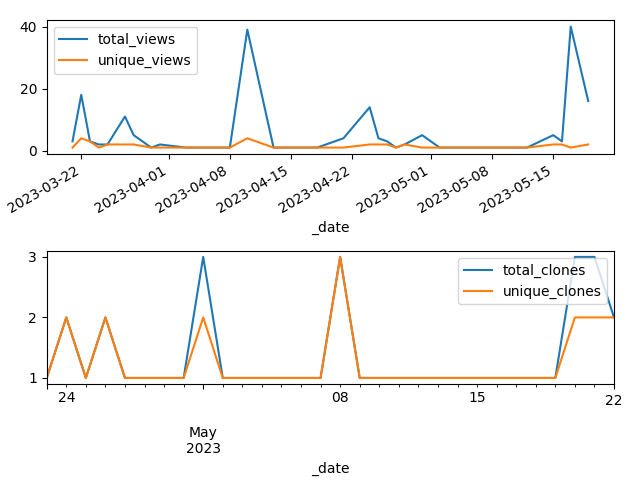 40
20
0
total_views
unique_views
2023-03-22
2023-04-01
2023-04-08
2023-04-15
2023-04-22
2023-05-01
2023-05-08
2023-05-15
_date
3
2
1
total_clones
unique_clones
24
08
15
22
May
2023
_date